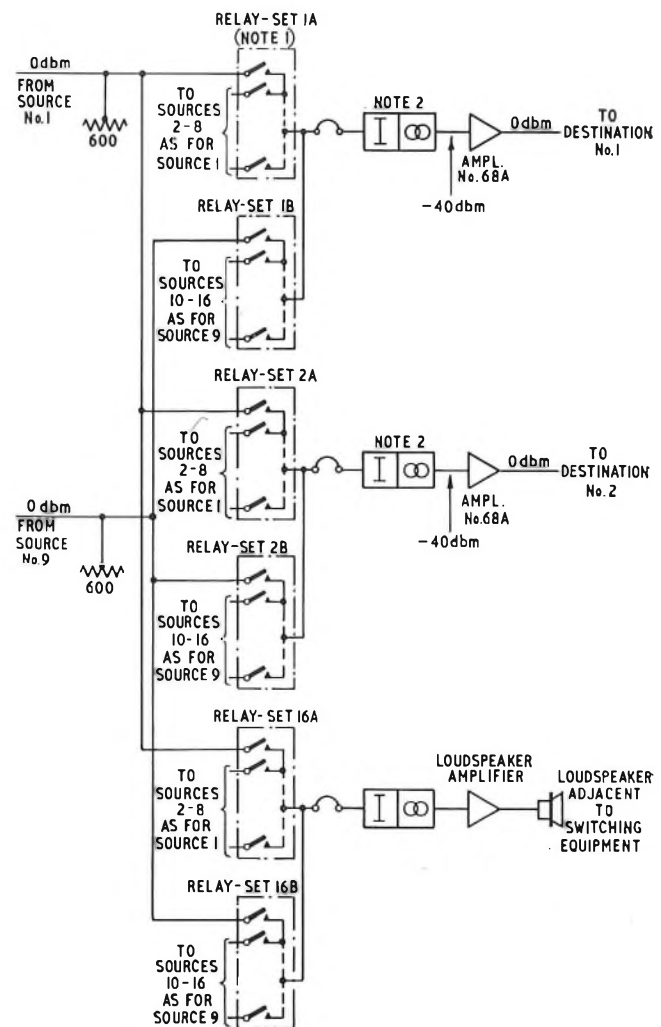 RELAY-SET 1A
(NOTE 1)
0dbm
FROM
SOURCE
No.1
600
TO
SOURCES
2-8
AS FOR
SOURCE 1
NOTE 2
AMPL.
No.68A
-40dbm
0dbm
TO
DESTINATION
No.1
RELAY-SET 1B
TO
SOURCES
10-16
AS FOR
SOURCE 9
RELAY-SET 2A
TO
SOURCES
2-8
AS FOR
SOURCE 1
NOTE 2
AMPL.
No.68A
-40dbm
0dbm
TO
DESTINATION
No.2
0dbm
FROM
SOURCE
No.9
600
RELAY-SET 2B
TO
SOURCES
10-16
AS FOR
SOURCE 9
RELAY-SET 16A
TO
SOURCES
2-8
AS FOR
SOURCE 1
LOUDSPEAKER
AMPLIFIER
LOUDSPEAKER
ADJACENT
TO
SWITCHING
EQUIPMENT
RELAY-SET 16B
TO
SOURCES
10-16
AS FOR
SOURCE 9